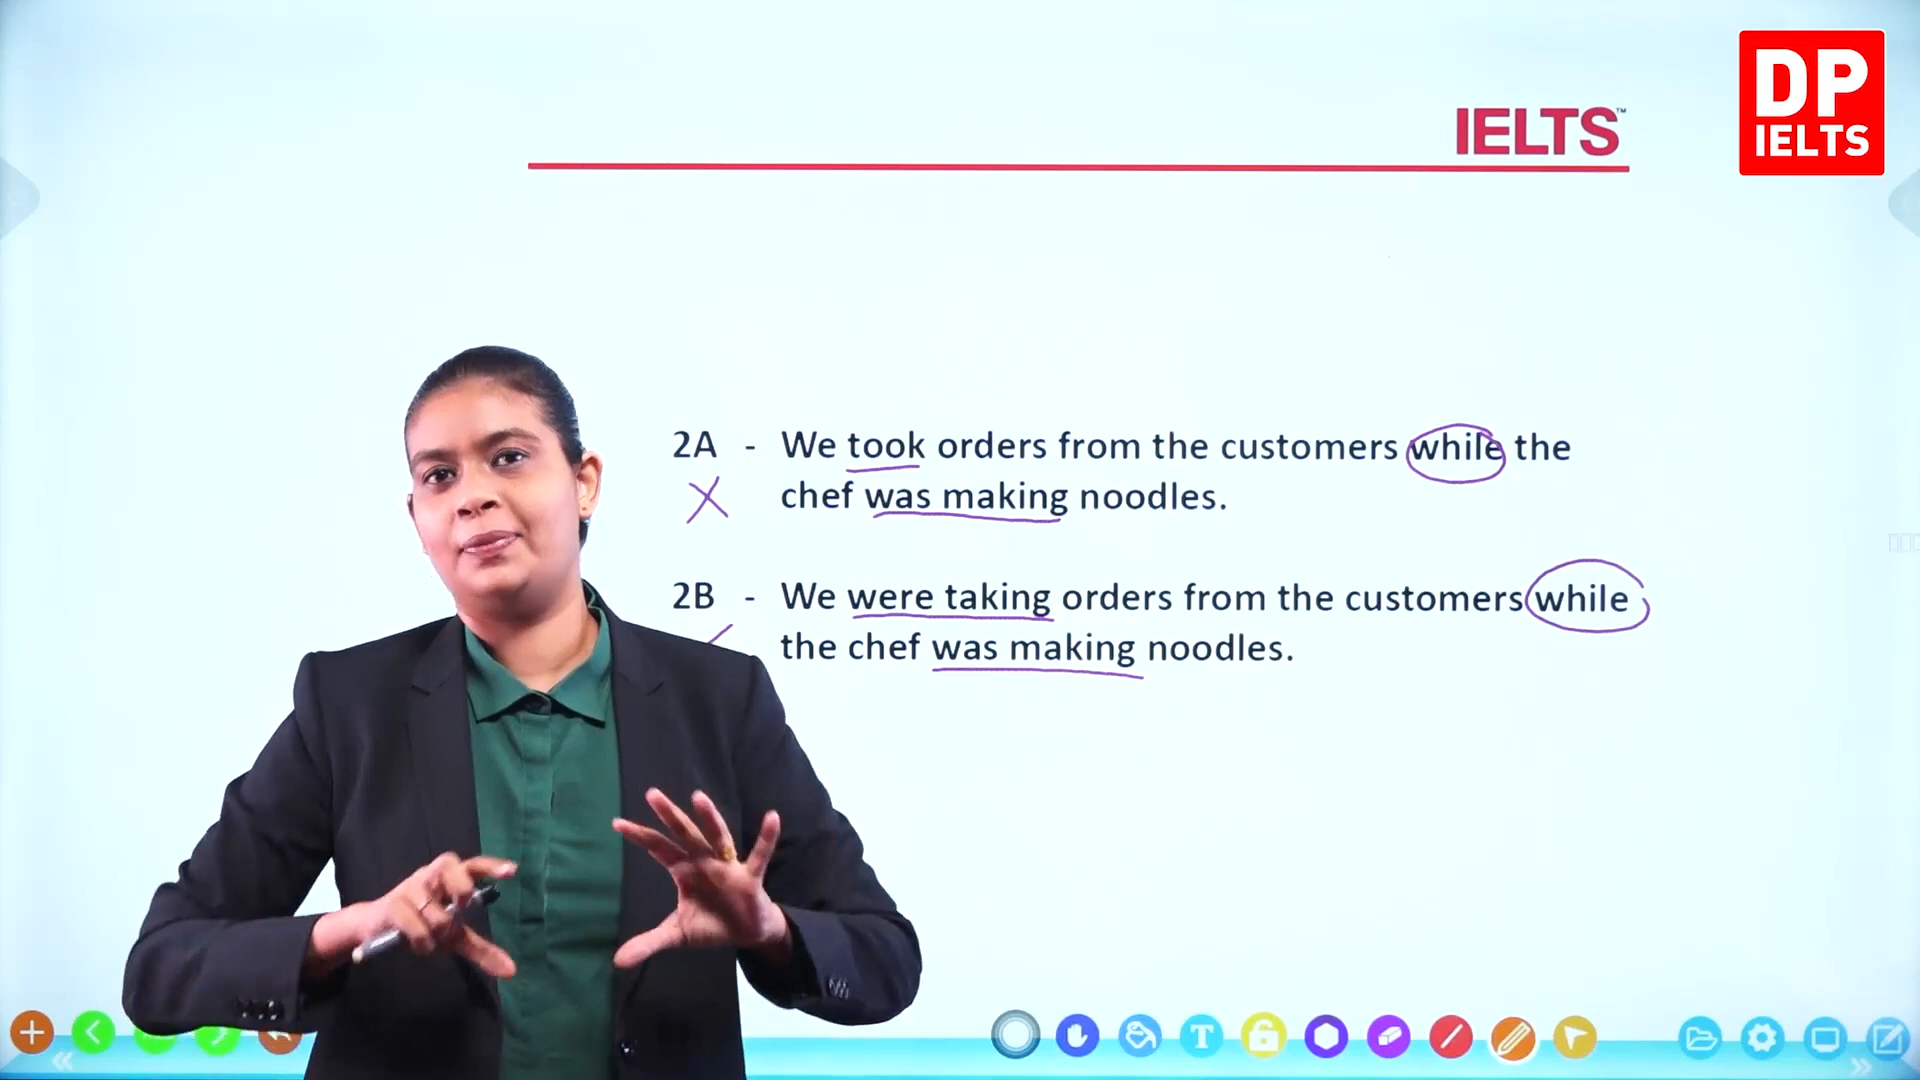 DP
IELTS
IELTS™
2A - We took orders from the customers while the
chef was making noodles.
2B - We were taking orders from the customers while
the chef was making noodles.